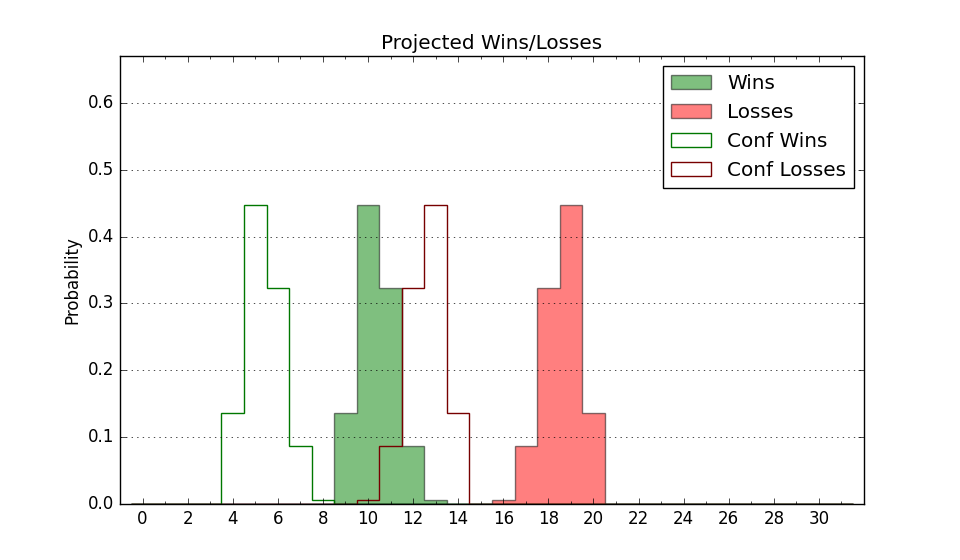 Projected Wins/Losses
Wins
Losses
Conf Wins
Conf Losses
Probability
0.6
0.5
0.4
0.3
0.2
0.1
0.0
0 2 4 6 8 10 12 14 16 18 20 22 24 26 28 30